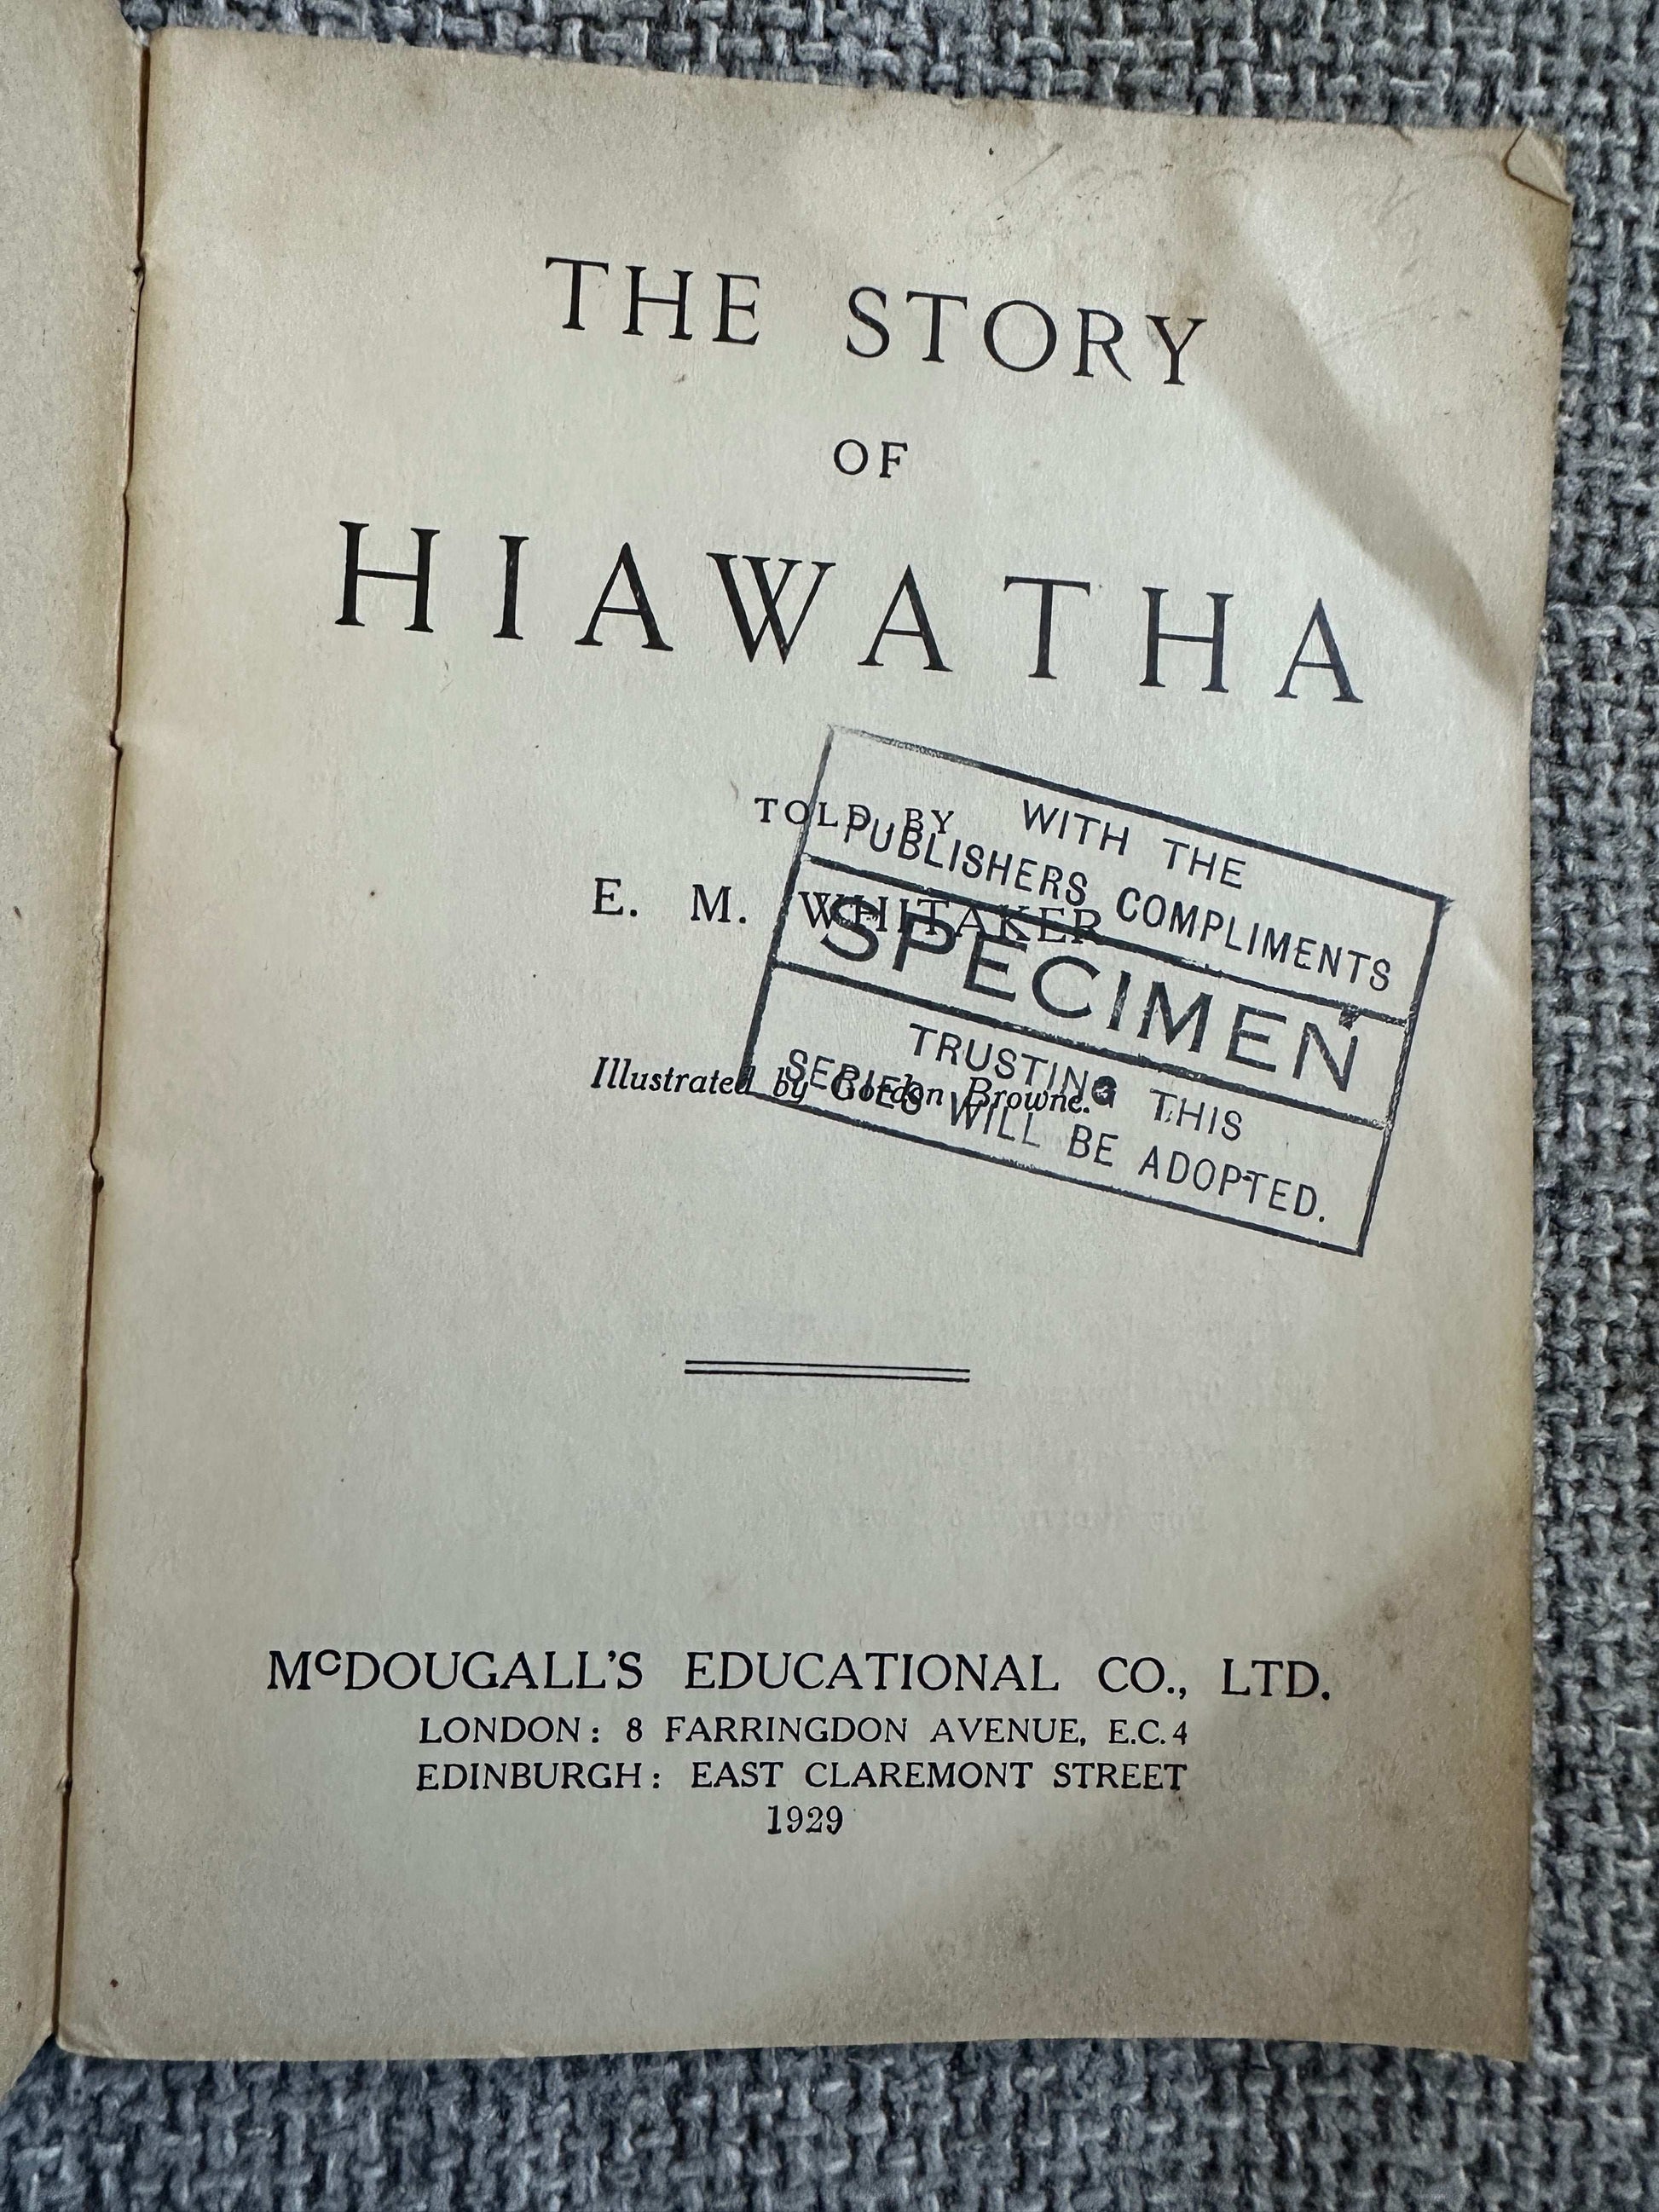 THE STORY
OF
HIAWATHA
TOLD BY
E. M. WHITAKER
Illustrated by Gordon Browne.
WITH THE
PUBLISHERS COMPLIMENTS
SPECIMEN
TRUSTING THIS
SERIES WILL BE ADOPTED.
McDOUGALL'S EDUCATIONAL CO., LTD.
LONDON: 8 FARRINGDON AVENUE, E.C.4
EDINBURGH: EAST CLAREMONT STREET
1929